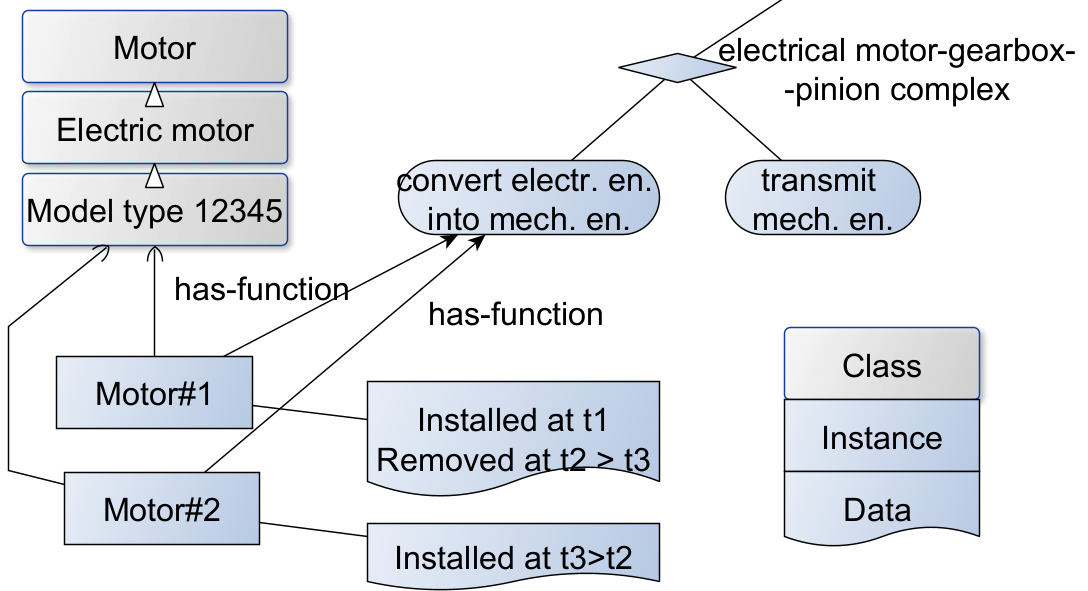 Motor
Electric motor
Model type 12345
electrical motor-gearbox-
-pinion complex
convert electr. en.
into mech. en.
transmit
mech. en.
has-function
has-function
Motor#1
Installed at t1
Removed at t2 > t3
Motor#2
Installed at t3>t2
Class
Instance
Data